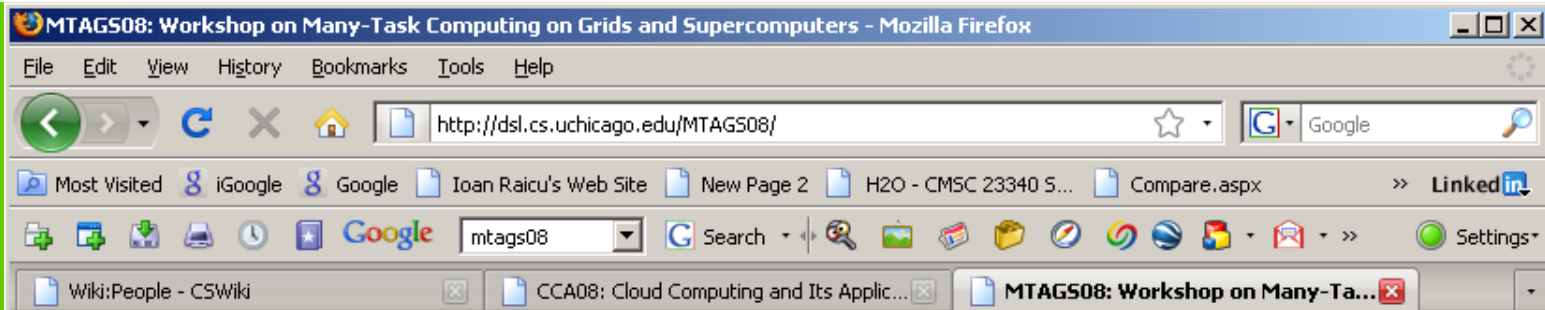 MTAGS08: Workshop on Many-Task Computing on Grids and Supercomputers - Mozilla Firefox
File Edit View History Bookmarks Tools Help
http://dsl.cs.uchicago.edu/MTAGS08/ G Google
Most Visited 8 iGoogle 8 Google Ioan Raicu's Web Site New Page 2 H2O - CMSC 23340 S... Compare.aspx » Linked in
Google mtags08 G Search » Settings
Wiki:People - CSWiki CCA08: Cloud Computing and Its Applic... MTAGS08: Workshop on Many-Ta...